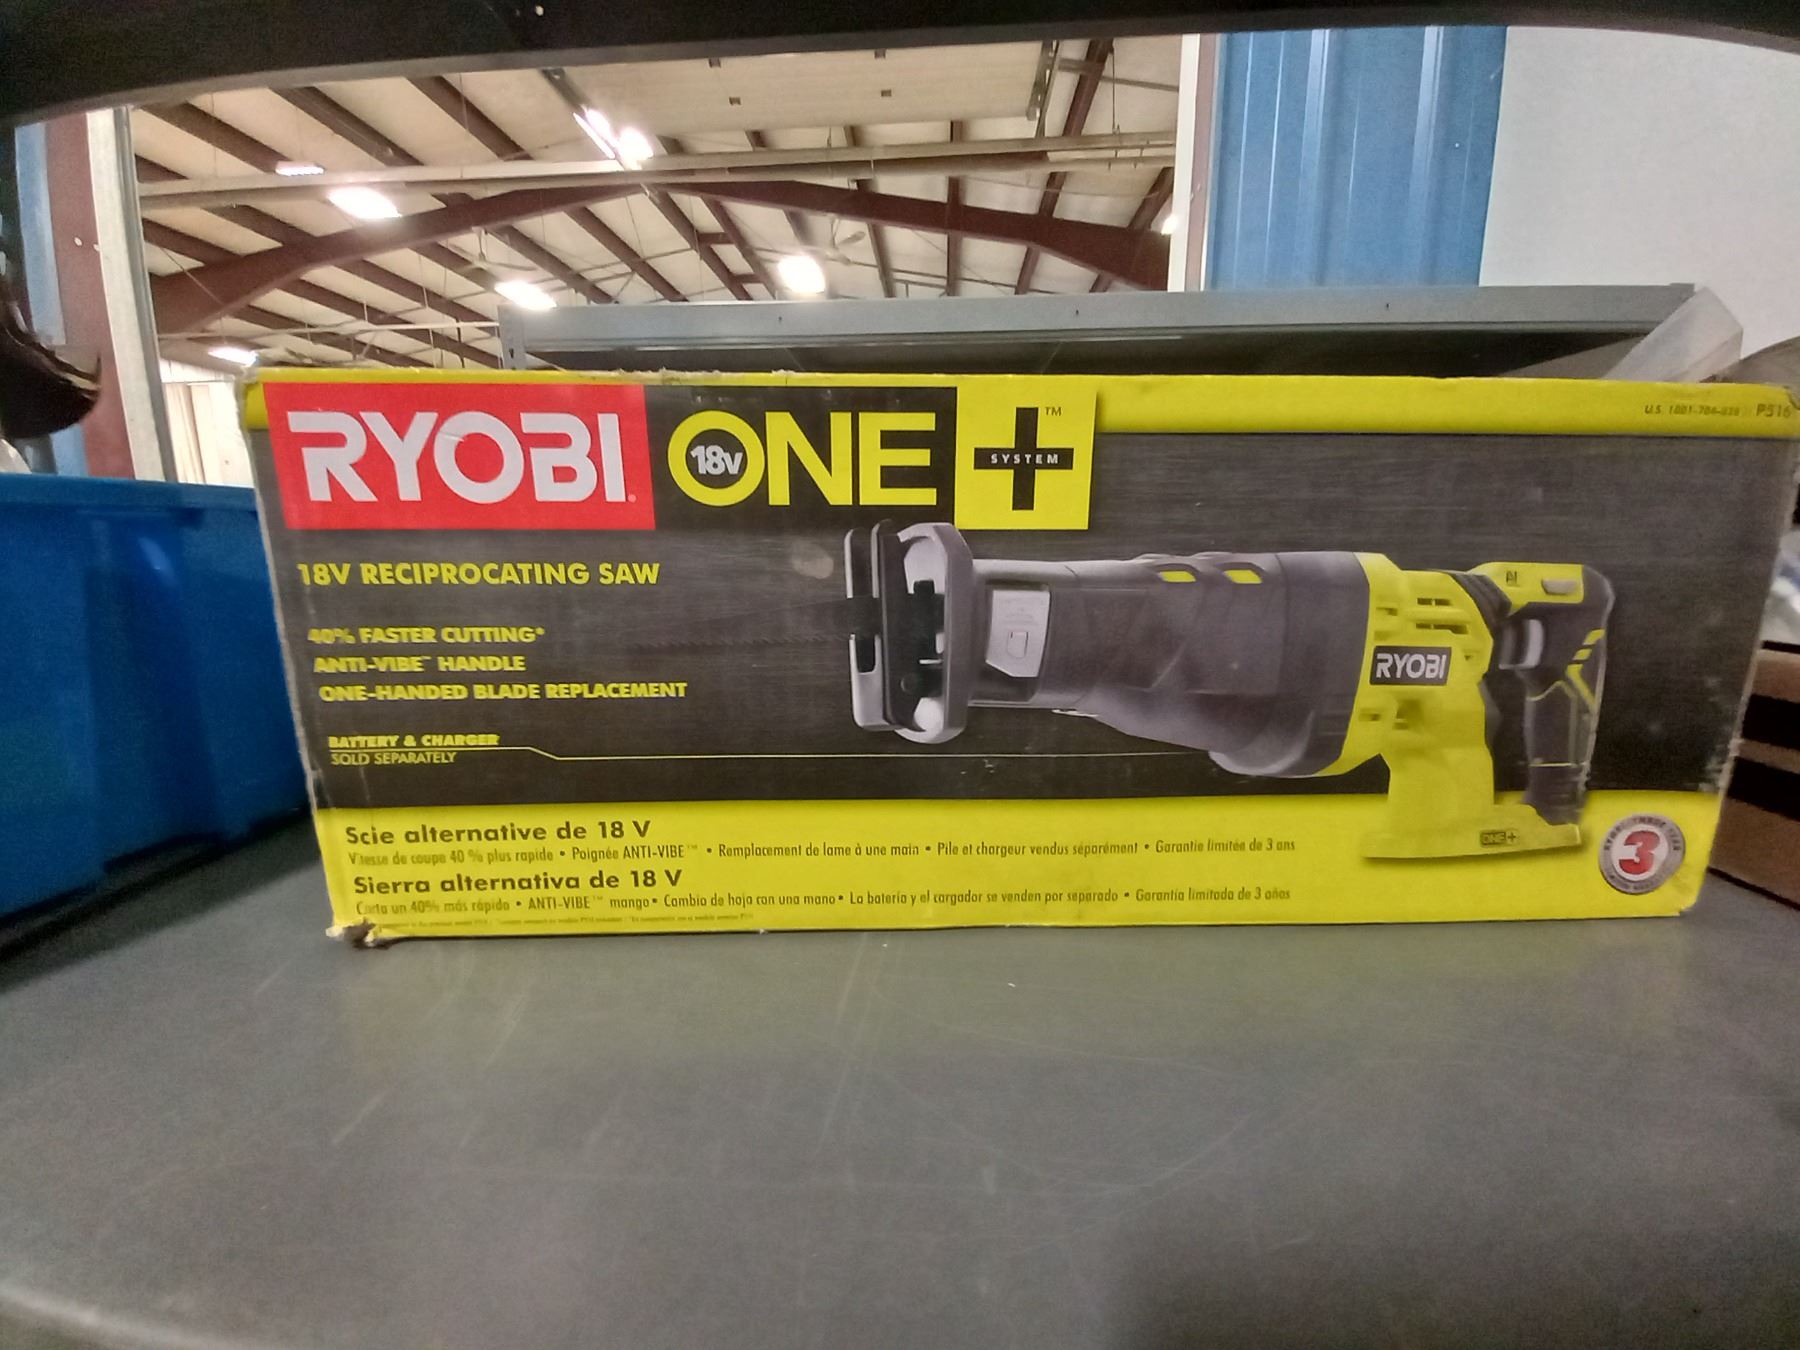 RYOBI 18V ONE+ SYSTEM™
U.S. P516
18V RECIPROCATING SAW
40% FASTER CUTTING*
ANTI-VIBE™ HANDLE
ONE-HANDED BLADE REPLACEMENT
RYOBI
BATTERY & CHARGER
SOLD SEPARATELY
ONE+
Scie alternative de 18 V
Vitesse de coupe 40 % plus rapide • Poignée ANTI-VIBE™ • Remplacement de lame à une main • Pile et chargeur vendus séparément • Garantie limitée de 3 ans
3
Sierra alternativa de 18 V
Corta un 40% más rápido • ANTI-VIBE™ mango • Cambio de hoja con una mano • La batería y el cargador se venden por separado • Garantía limitada de 3 años